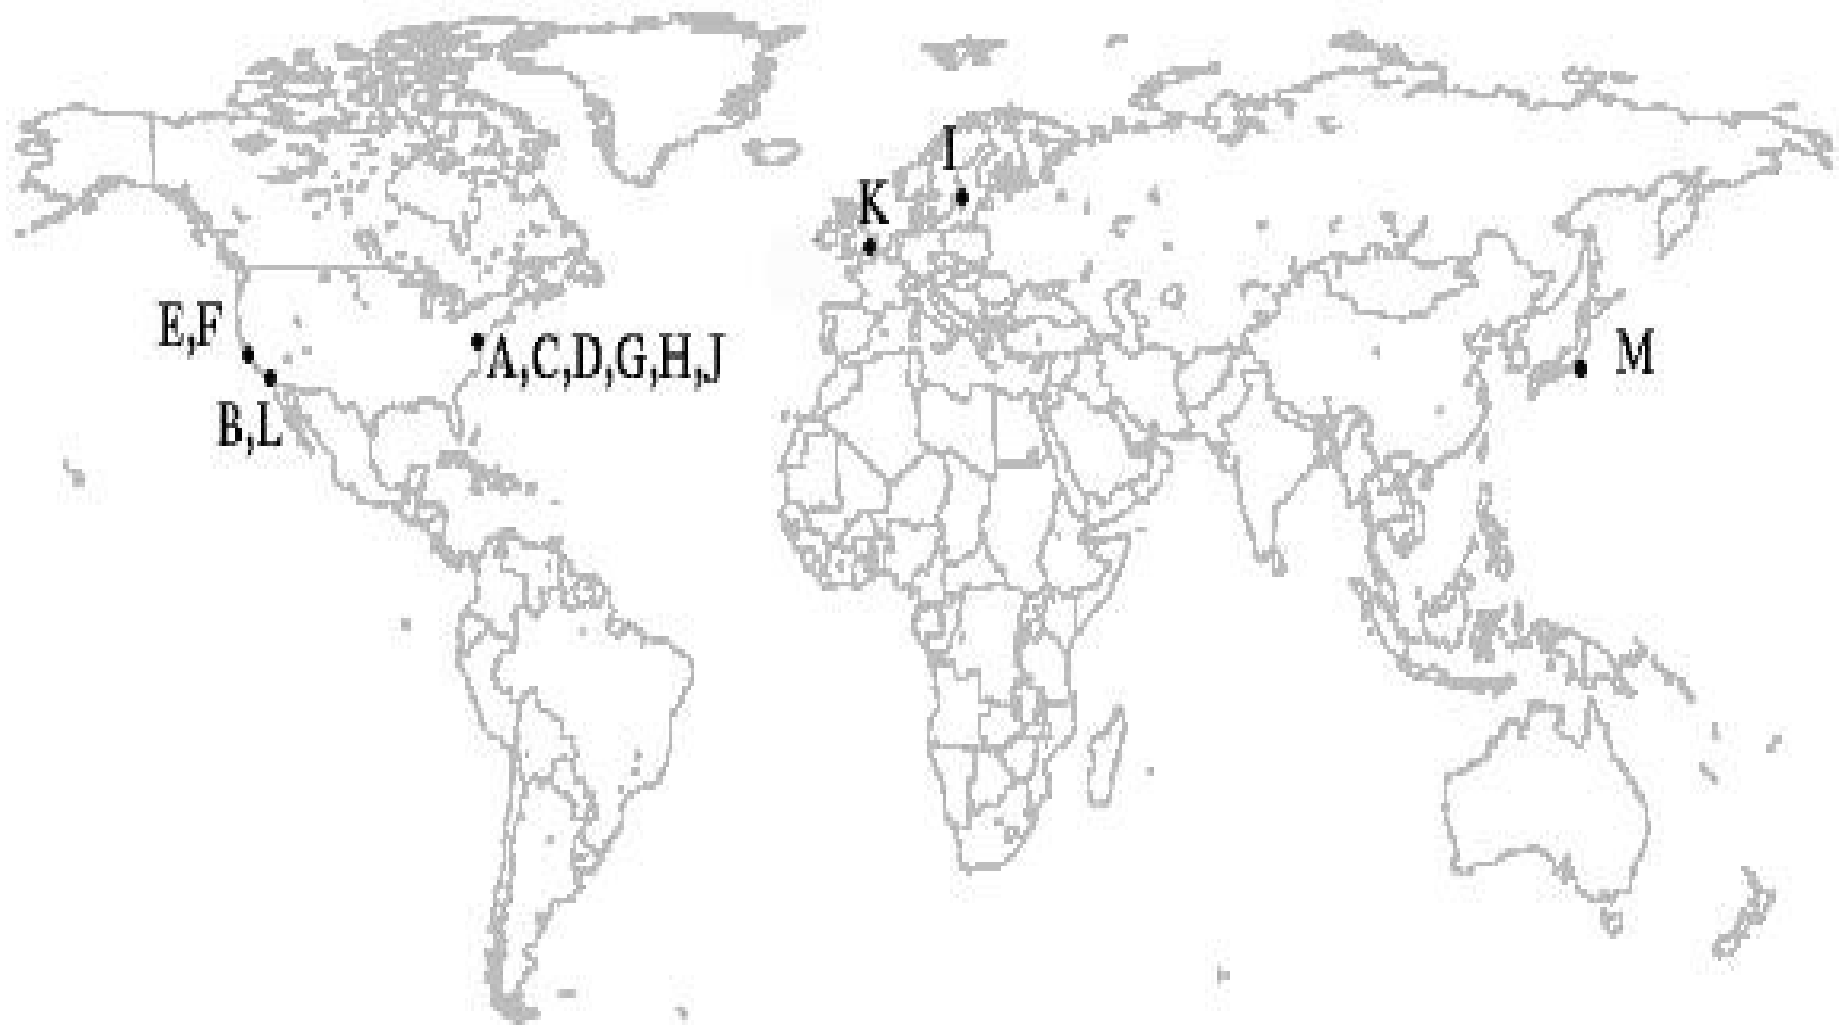 I
K
E,F
A,C,D,G,H,J
M
B,L